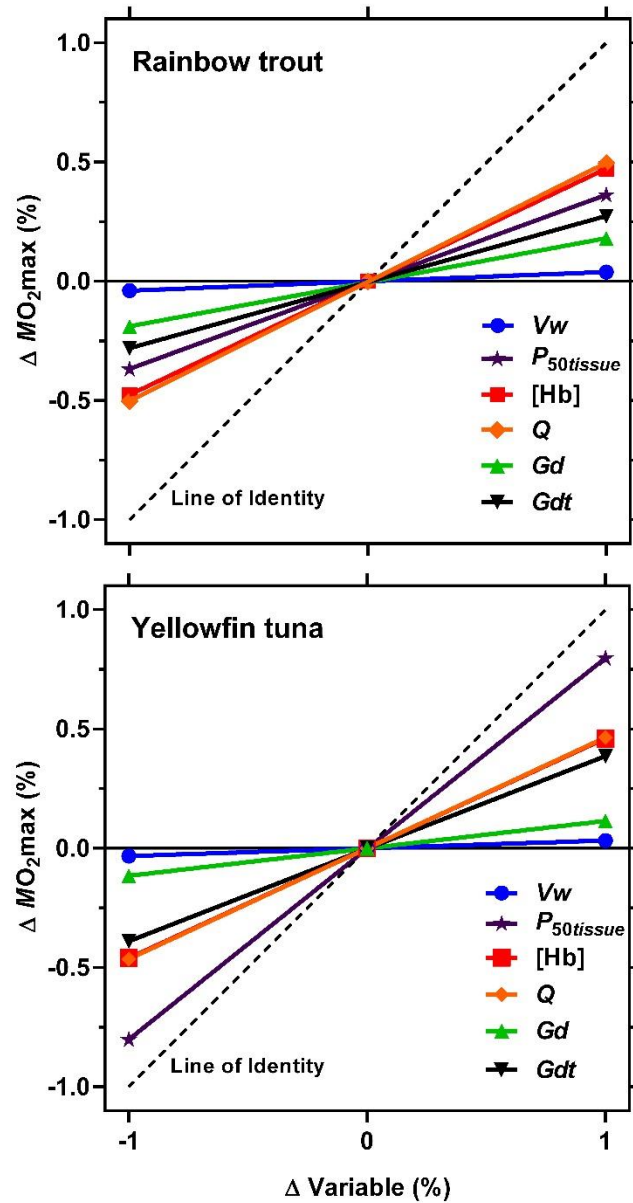 Rainbow trout
Δ MO₂max (%)
1.0
0.5
0.0
-0.5
-1.0
Vw
P₅₀tissue
[Hb]
Q
Gd
Gdt
Line of Identity
Yellowfin tuna
Δ MO₂max (%)
1.0
0.5
0.0
-0.5
-1.0
Vw
P₅₀tissue
[Hb]
Q
Gd
Gdt
Line of Identity
-1 0 1
Δ Variable (%)